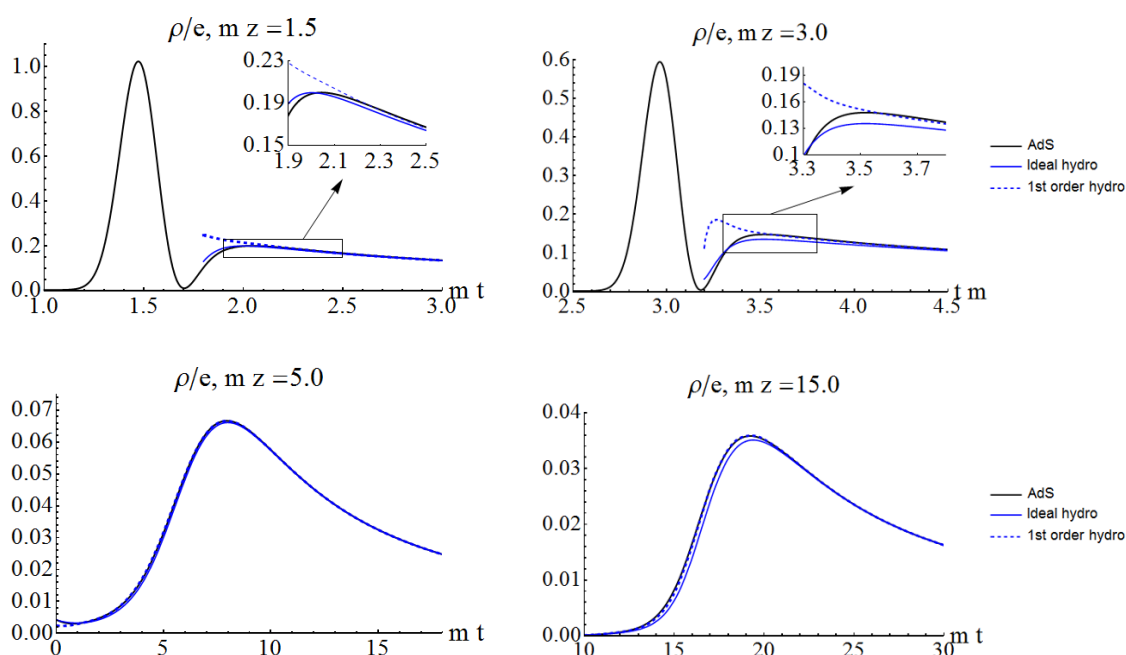 ρ/e, m z = 1.5
1.0
0.8
0.6
0.4
0.2
0.0
1.0 1.5 2.0 2.5 3.0 m t
0.23
0.19
0.15
1.9 2.1 2.3 2.5
ρ/e, m z = 3.0
0.6
0.5
0.4
0.3
0.2
0.1
0.0
2.5 3.0 3.5 4.0 4.5 t m
0.19
0.16
0.13
0.1
3.3 3.5 3.7
AdS
Ideal hydro
1st order hydro
ρ/e, m z = 5.0
0.07
0.06
0.05
0.04
0.03
0.02
0.01
0.00
0 5 10 15 m t
ρ/e, m z = 15.0
0.04
0.03
0.02
0.01
0.00
10 15 20 25 30 m t
AdS
Ideal hydro
1st order hydro